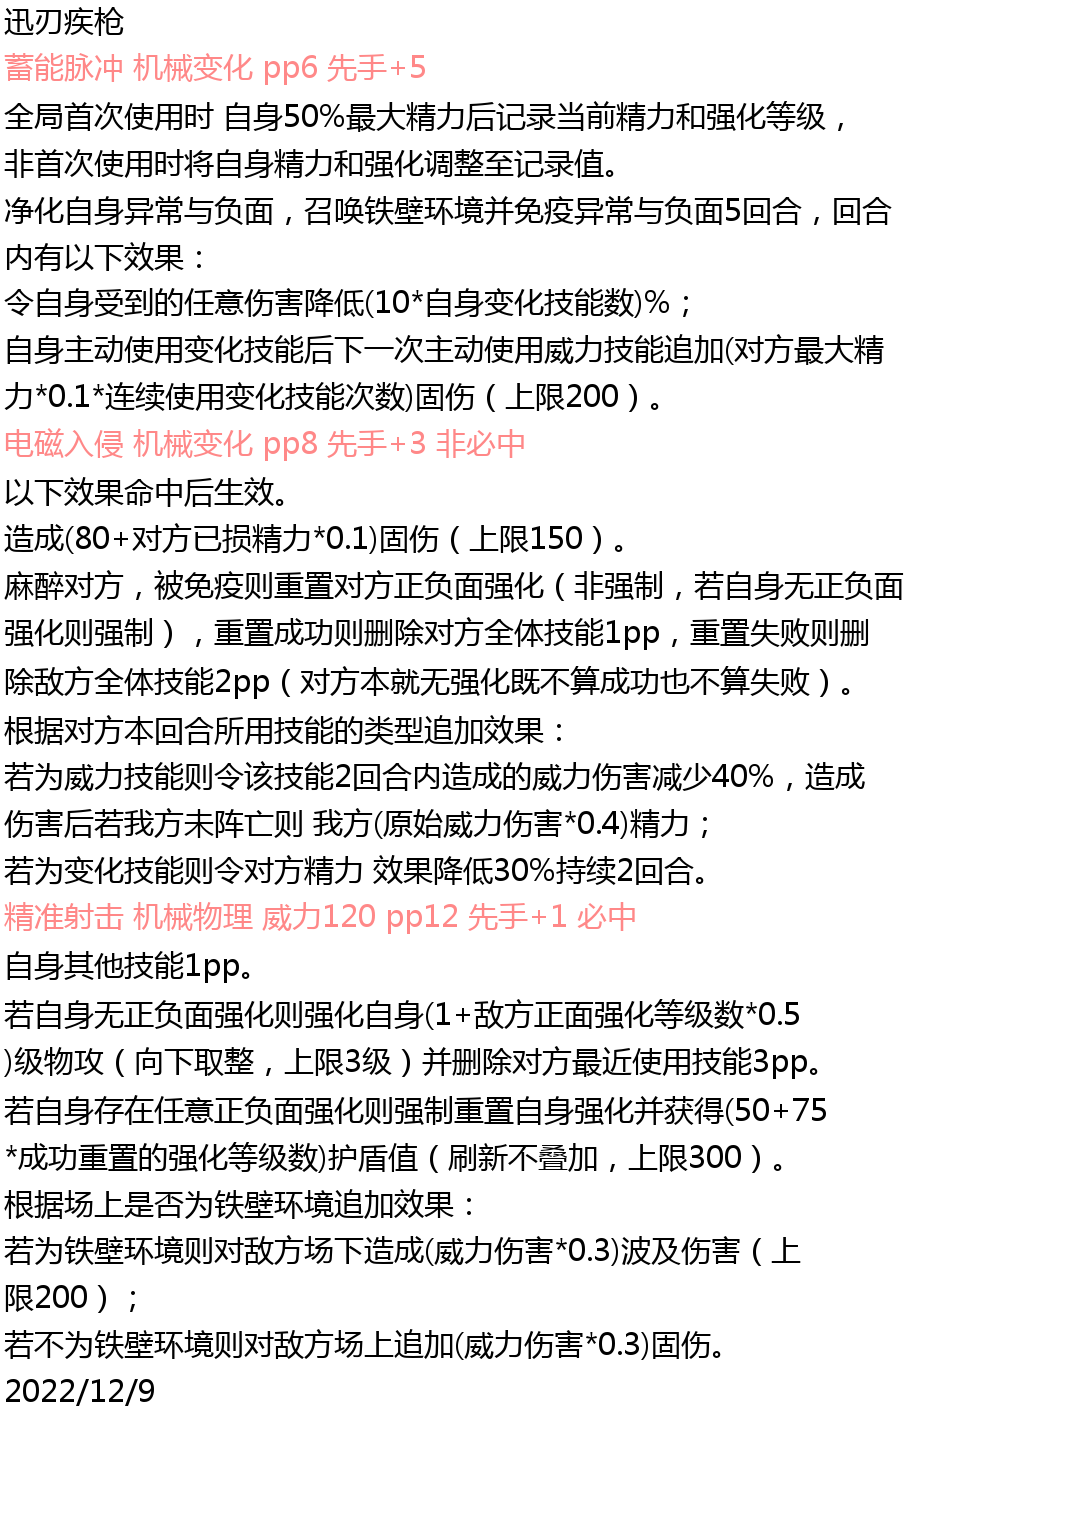 迅刃疾枪
蓄能脉冲 机械变化 pp6 先手+5
全局首次使用时 自身50%最大精力后记录当前精力和强化等级，
非首次使用时将自身精力和强化调整至记录值。
净化自身异常与负面，召唤铁壁环境并免疫异常与负面5回合，回合
内有以下效果：
令自身受到的任意伤害降低(10*自身变化技能数)%；
自身主动使用变化技能后下一次主动使用威力技能追加(对方最大精
力*0.1*连续使用变化技能次数)固伤（上限200）。
电磁入侵 机械变化 pp8 先手+3 非必中
以下效果命中后生效。
造成(80+对方已损精力*0.1)固伤（上限150）。
麻醉对方，被免疫则重置对方正负面强化（非强制，若自身无正负面
强化则强制），重置成功则删除对方全体技能1pp，重置失败则删
除敌方全体技能2pp（对方本就无强化既不算成功也不算失败）。
根据对方本回合所用技能的类型追加效果：
若为威力技能则令该技能2回合内造成的威力伤害减少40%，造成
伤害后若我方未阵亡则 我方(原始威力伤害*0.4)精力；
若为变化技能则令对方精力 效果降低30%持续2回合。
精准射击 机械物理 威力120 pp12 先手+1 必中
自身其他技能1pp。
若自身无正负面强化则强化自身(1+敌方正面强化等级数*0.5
)级物攻（向下取整，上限3级）并删除对方最近使用技能3pp。
若自身存在任意正负面强化则强制重置自身强化并获得(50+75
*成功重置的强化等级数)护盾值（刷新不叠加，上限300）。
根据场上是否为铁壁环境追加效果：
若为铁壁环境则对敌方场下造成(威力伤害*0.3)波及伤害（上
限200）；
若不为铁壁环境则对敌方场上追加(威力伤害*0.3)固伤。
2022/12/9